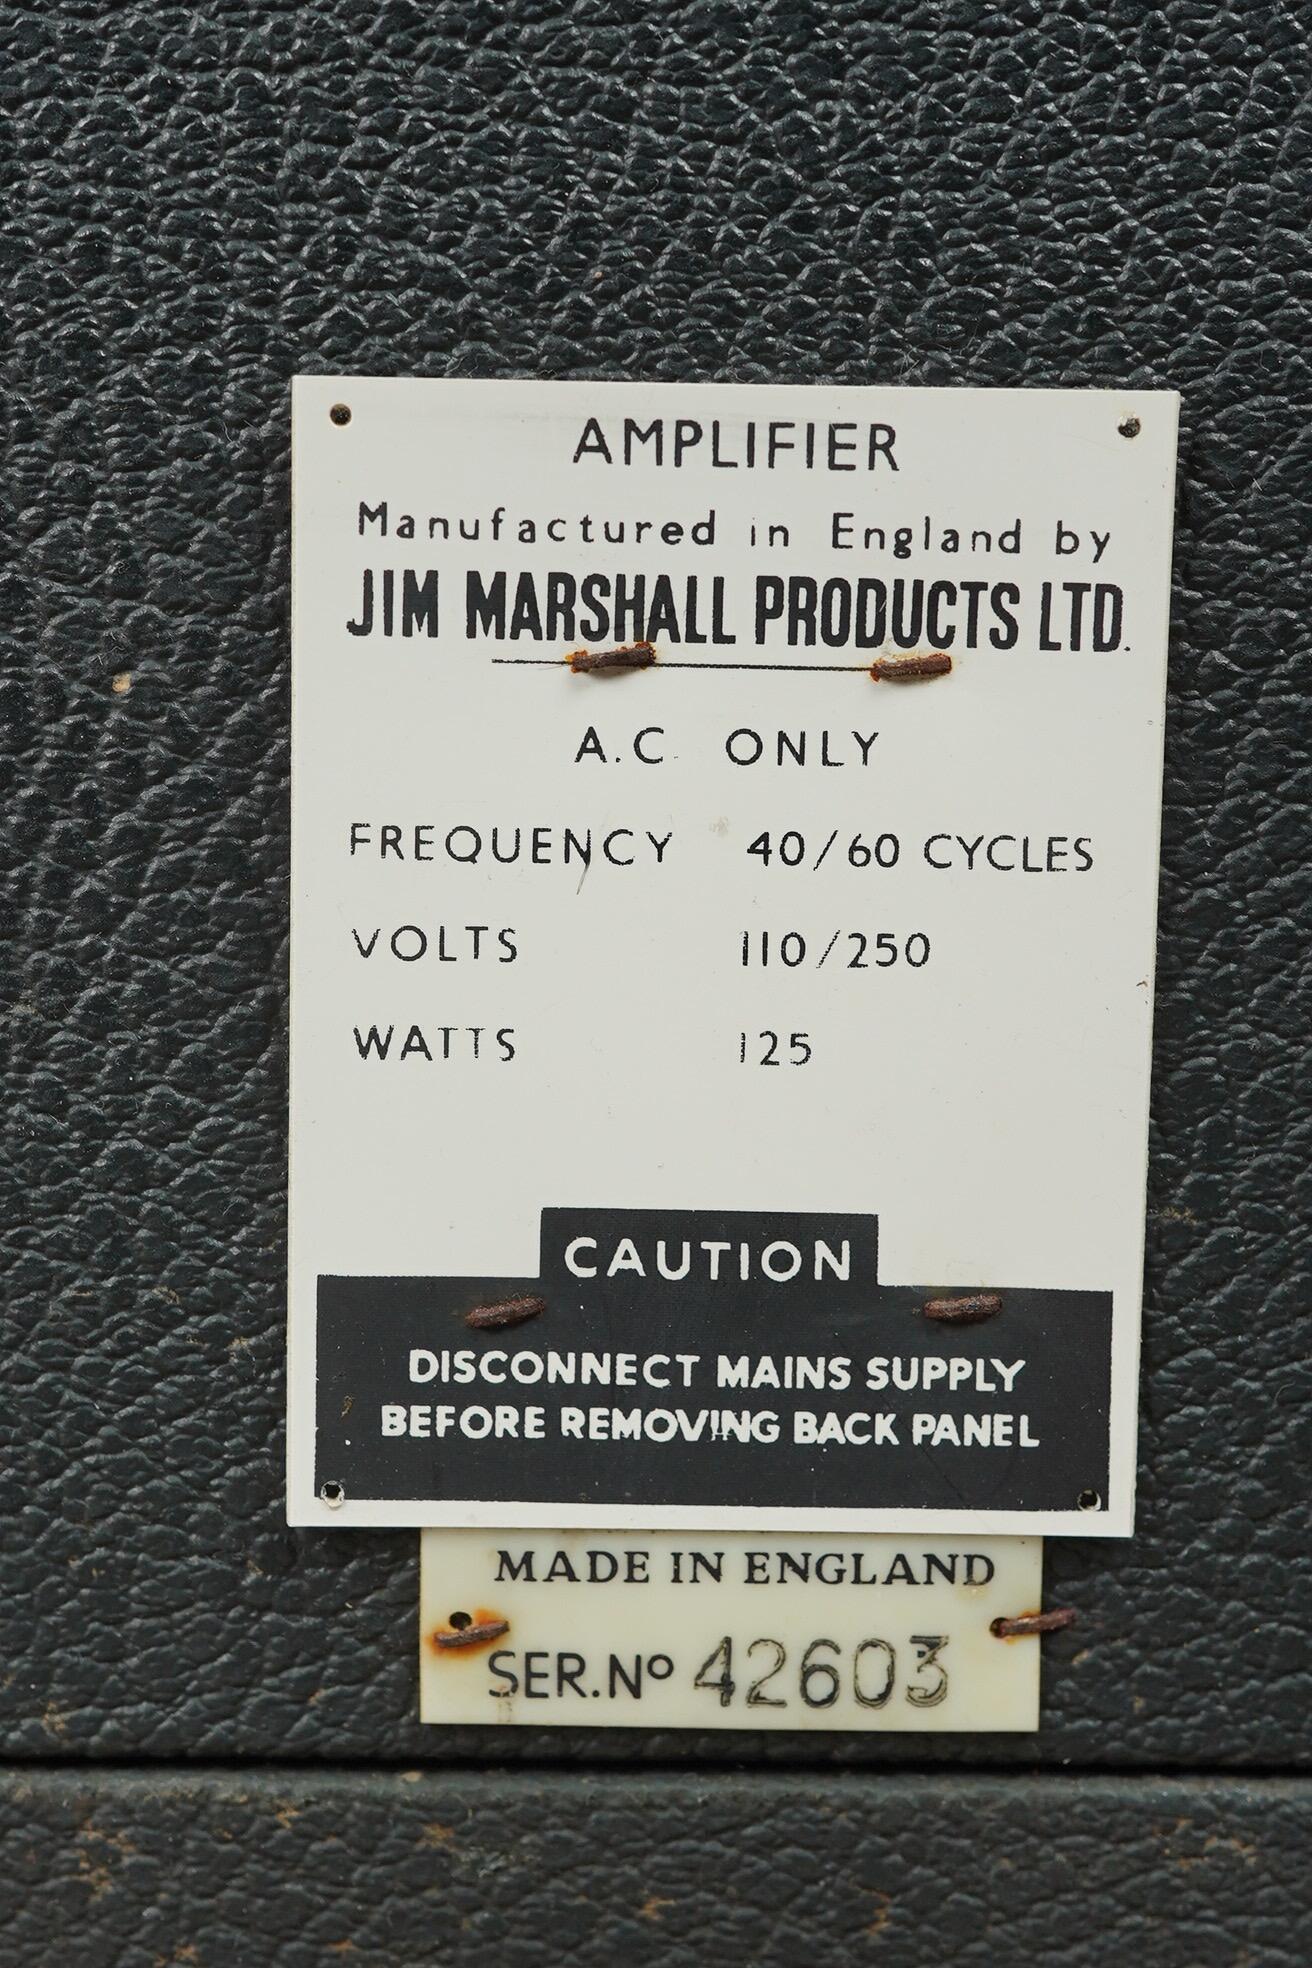 AMPLIFIER
Manufactured in England by
JIM MARSHALL PRODUCTS LTD.
A.C. ONLY
FREQUENCY 40/60 CYCLES
VOLTS 110/250
WATTS 125
CAUTION
DISCONNECT MAINS SUPPLY
BEFORE REMOVING BACK PANEL
MADE IN ENGLAND
SER.Nº 42603